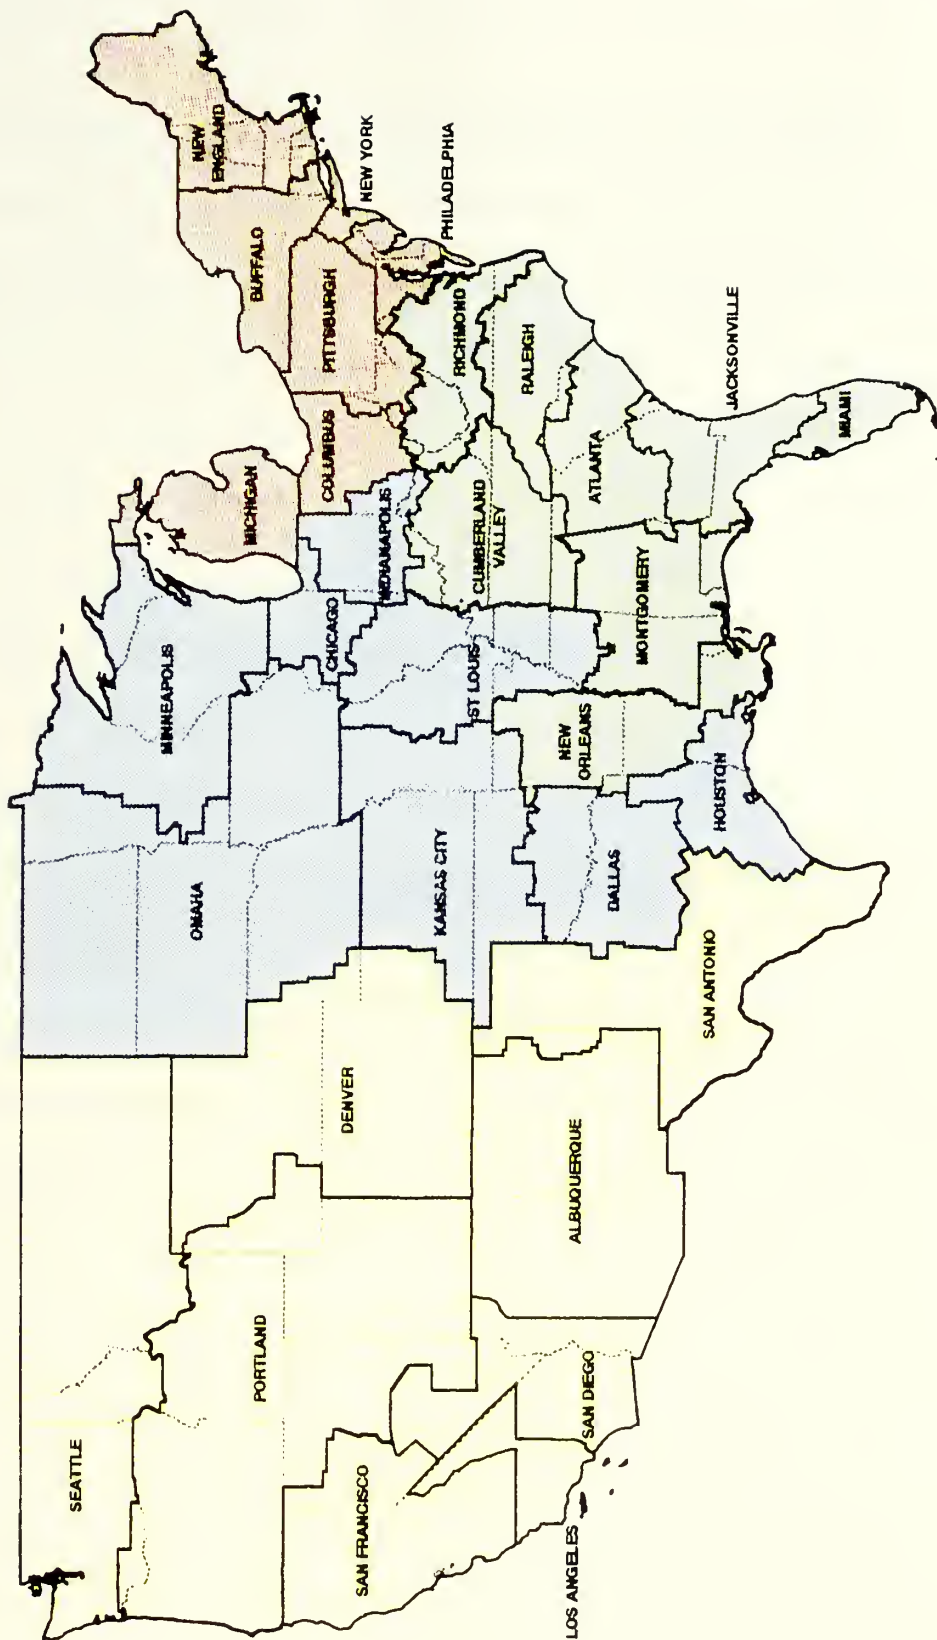 SEATTLE
PORTLAND
SAN FRANCISCO
LOS ANGELES
SAN DIEGO
ALBUQUERQUE
DENVER
SAN ANTONIO
OMAHA
KANSAS CITY
DALLAS
HOUSTON
MINNEAPOLIS
CHICAGO
ST LOUIS
NEW
ORLEANS
INDIANAPOLIS
MICHIGAN
COLUMBUS
CUMBERLAND
VALLEY
MONTGOMERY
ATLANTA
JACKSONVILLE
MIAMI
RALEIGH
RICHMOND
PITTSBURGH
BUFFALO
PHILADELPHIA
NEW YORK
NEW
ENGLAND